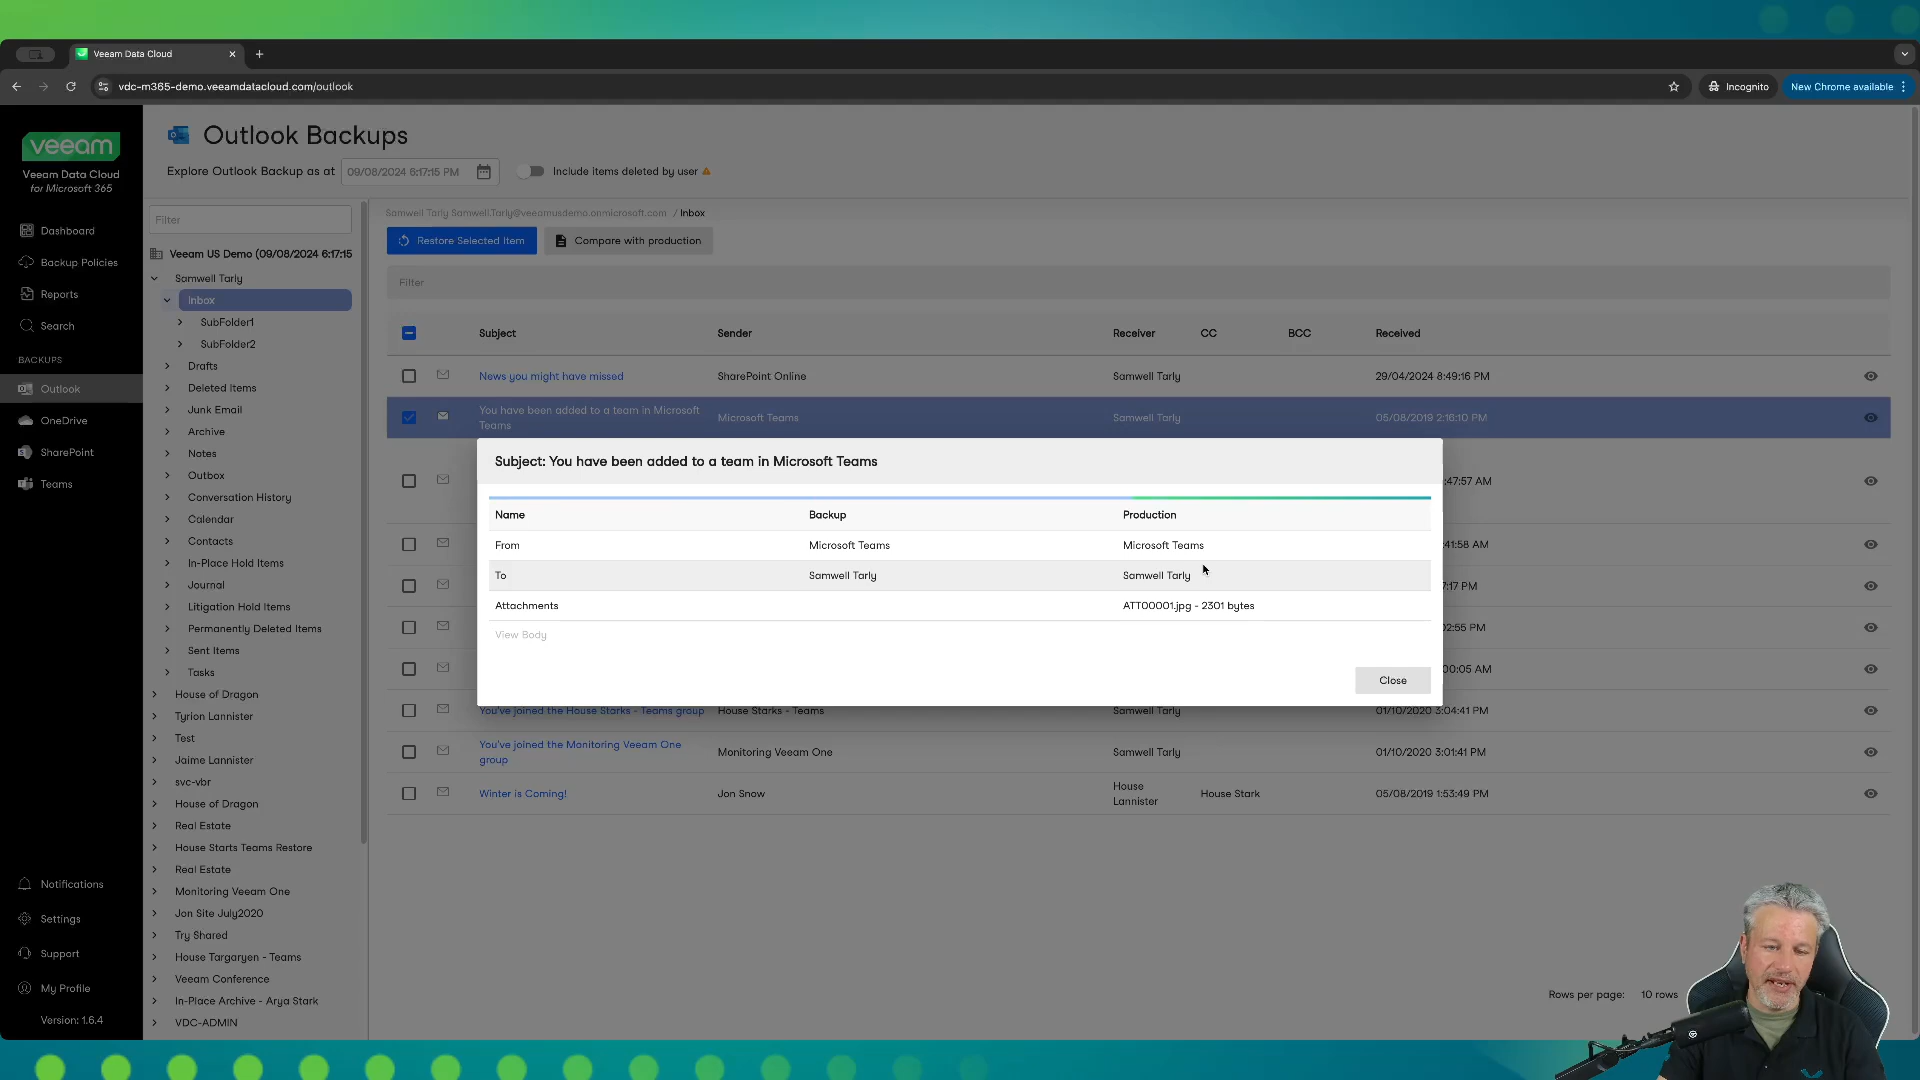 Veeam Data Cloud
vdc-m365-demo.veeamdatacloud.com/outlook
Incognito
New Chrome available
veeam
Veeam Data Cloud
for Microsoft 365
Dashboard
Backup Policies
Reports
Search
BACKUPS
Outlook
OneDrive
SharePoint
Teams
Notifications
Settings
Support
My Profile
Version: 1.6.4
Outlook Backups
Explore Outlook Backup as at
09/08/2024 6:17:15 PM
Include items deleted by user
Filter
Veeam US Demo (09/08/2024 6:17:15
Samwell Tarly
Inbox
SubFolder1
SubFolder2
Drafts
Deleted Items
Junk Email
Archive
Notes
Outbox
Conversation History
Calendar
Contacts
In-Place Hold Items
Journal
Litigation Hold Items
Permanently Deleted Items
Sent Items
Tasks
House of Dragon
Tyrion Lannister
Test
Jaime Lannister
svc-vbr
House of Dragon
Real Estate
House Starts Teams Restore
Real Estate
Monitoring Veeam One
Jon Site July2020
Try Shared
House Targaryen - Teams
Veeam Conference
In-Place Archive - Arya Stark
VDC-ADMIN
Samwell Tarly Samwell.Tarly@veeamusdemo.onmicrosoft.com / Inbox
Restore Selected Item
Compare with production
Filter
Subject Sender Receiver CC BCC Received
News you might have missed SharePoint Online Samwell Tarly 29/04/2024 8:49:16 PM
You have been added to a team in Microsoft
Teams
Microsoft Teams Samwell Tarly 05/08/2019 2:16:10 PM
Subject: You have been added to a team in Microsoft Teams
Name Backup Production
From Microsoft Teams Microsoft Teams
To Samwell Tarly Samwell Tarly
Attachments ATT00001.jpg - 2301 bytes
View Body
Close
:47:57 AM
:41:58 AM
7:17 PM
02:55 PM
00:05 AM
You've joined the House Starks - Teams group House Starks - Teams Samwell Tarly 01/10/2020 3:04:41 PM
You've joined the Monitoring Veeam One
group
Monitoring Veeam One Samwell Tarly 01/10/2020 3:01:41 PM
Winter is Coming! Jon Snow
House
Lannister
House Stark 05/08/2019 1:53:49 PM
Rows per page: 10 rows